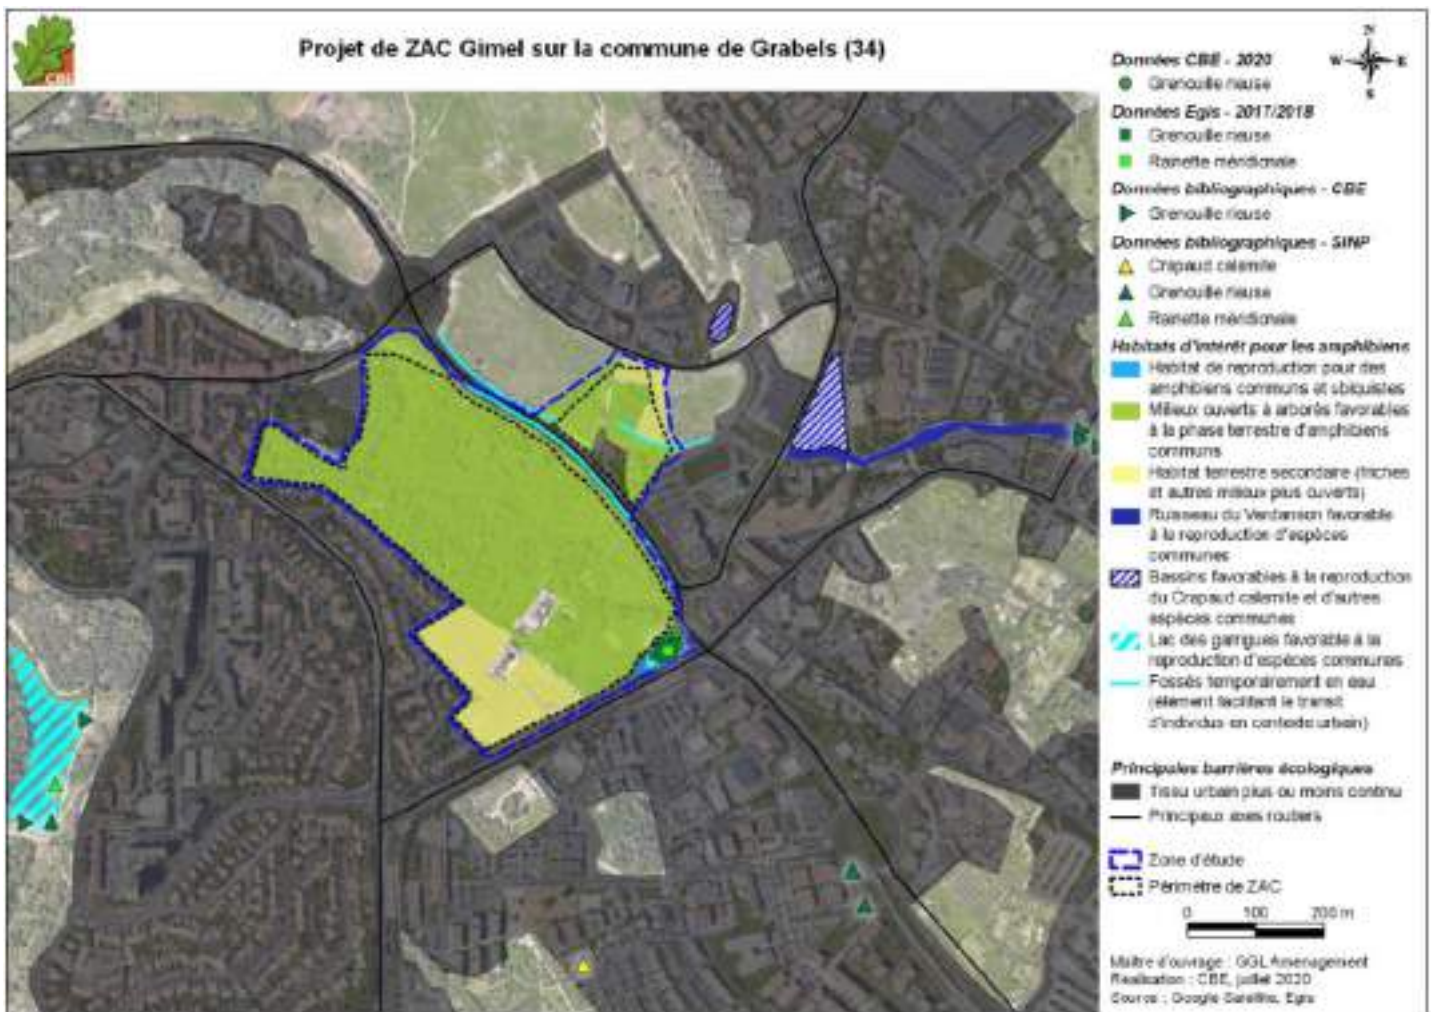 CBE
Projet de ZAC Gimel sur la commune de Grabels (34)
N
W
E
S
Données CBE - 2020
Grenouille rieuse
Données Egis - 2017/2018
Grenouille rieuse
Rainette méridionale
Données bibliographiques - CBE
Grenouille rieuse
Données bibliographiques - SINP
Crapaud calamite
Grenouille rieuse
Rainette méridionale
Habitats d'intérêt pour les amphibiens
Habitat de reproduction pour des
amphibiens communs et ubiquistes
Milieux ouverts à arborés favorables
à la phase terrestre d'amphibiens
communs
Habitat terrestre secondaire (friches
et autres milieux plus ouverts)
Ruisseau du Verdanson favorable
à la reproduction d'espèces
communes
Bassins favorables à la reproduction
du Crapaud calamite et d'autres
espèces communes
Lac des garrigues favorable à la
reproduction d'espèces communes
Fossés temporairement en eau
(élément facilitant le transit
d'individus en contexte urbain)
Principales barrières écologiques
Tissu urbain plus ou moins continu
Principaux axes routiers
Zone d'étude
Périmètre de ZAC
0 100 200 m
Maître d'ouvrage : GGL Aménagement
Réalisation : CBE, juillet 2020
Source : Google Satellite, Egis